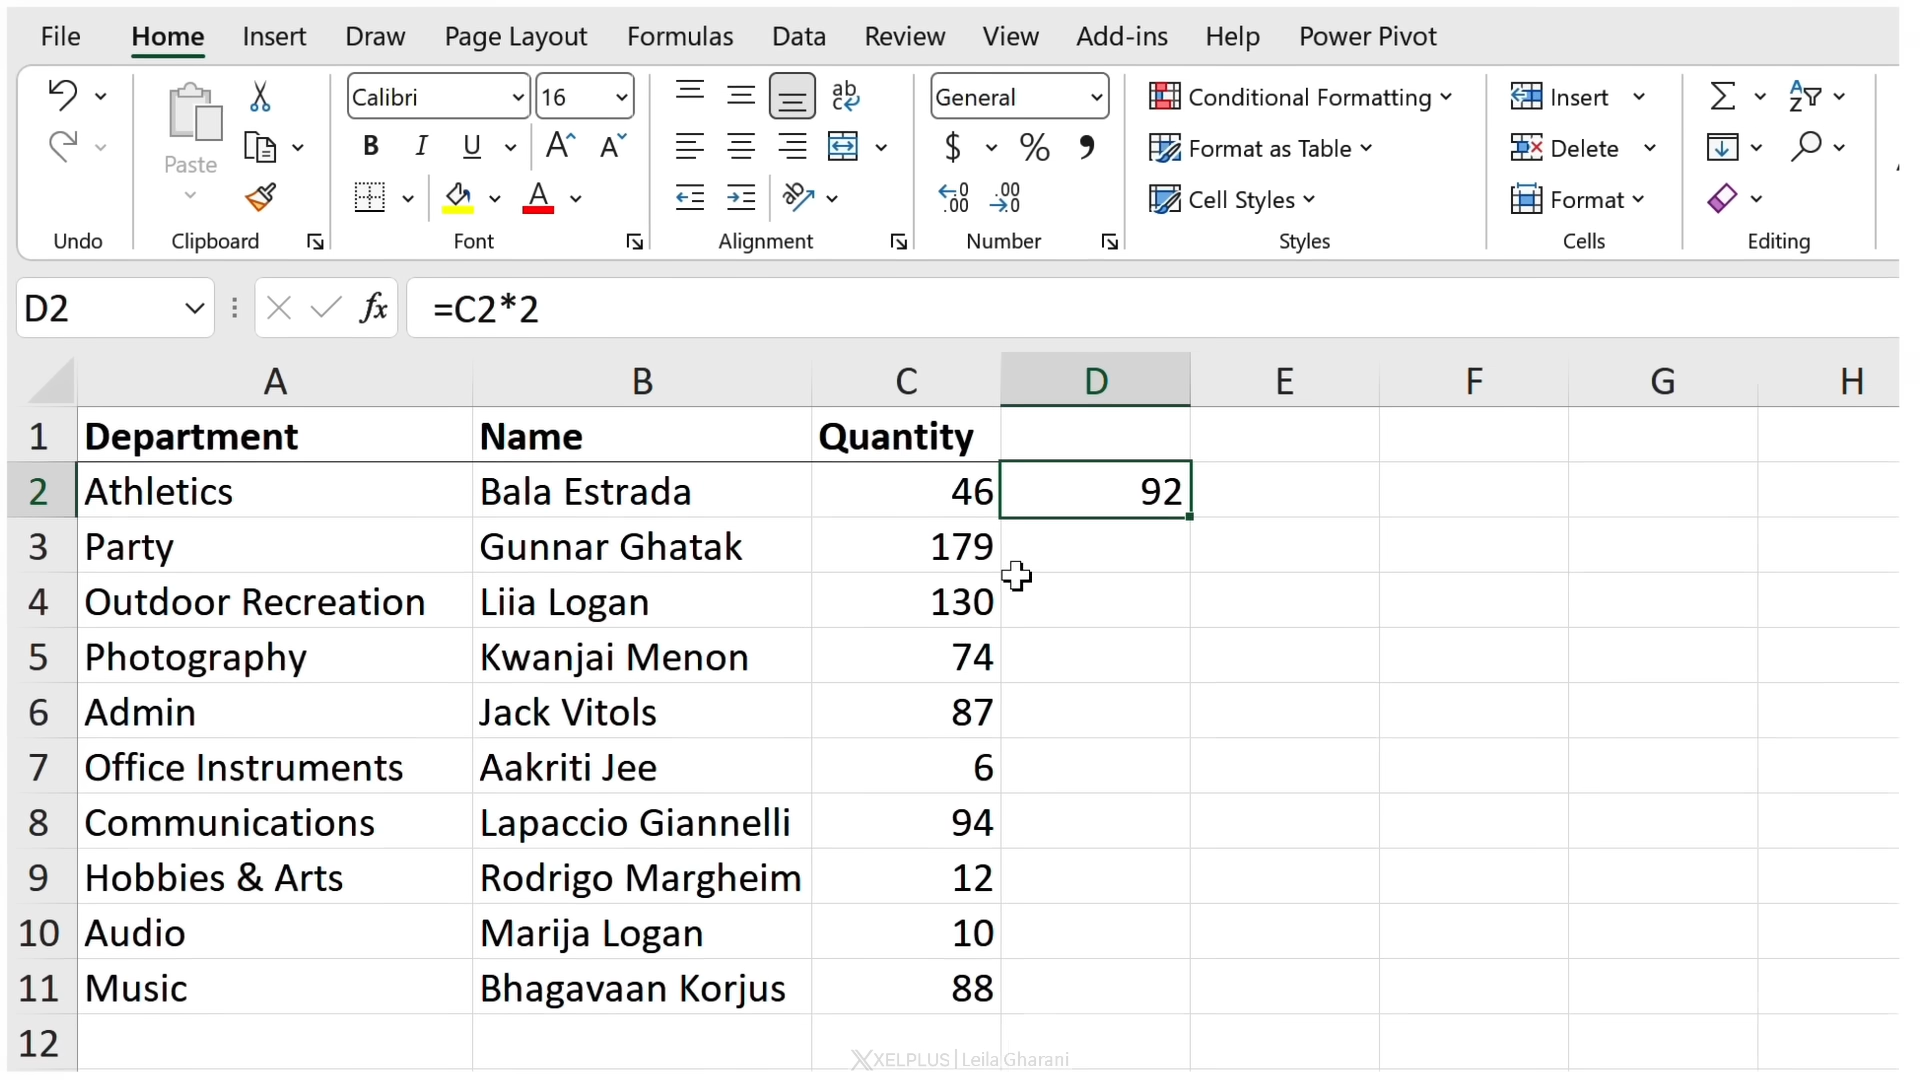 File Home Insert Draw Page Layout Formulas Data Review View Add-ins Help Power Pivot
Calibri 16 General Conditional Formatting Insert
Paste B I U A A $ % Format as Table Delete
A Cell Styles Format
Undo Clipboard Font Alignment Number Styles Cells Editing
D2 fx =C2*2
A B C D E F G H
1 Department Name Quantity
2 Athletics Bala Estrada 46 92
3 Party Gunnar Ghatak 179
4 Outdoor Recreation Liia Logan 130
5 Photography Kwanjai Menon 74
6 Admin Jack Vitols 87
7 Office Instruments Aakriti Jee 6
8 Communications Lapaccio Giannelli 94
9 Hobbies & Arts Rodrigo Margheim 12
10 Audio Marija Logan 10
11 Music Bhagavaan Korjus 88
12
XELPLUS | Leila Gharani